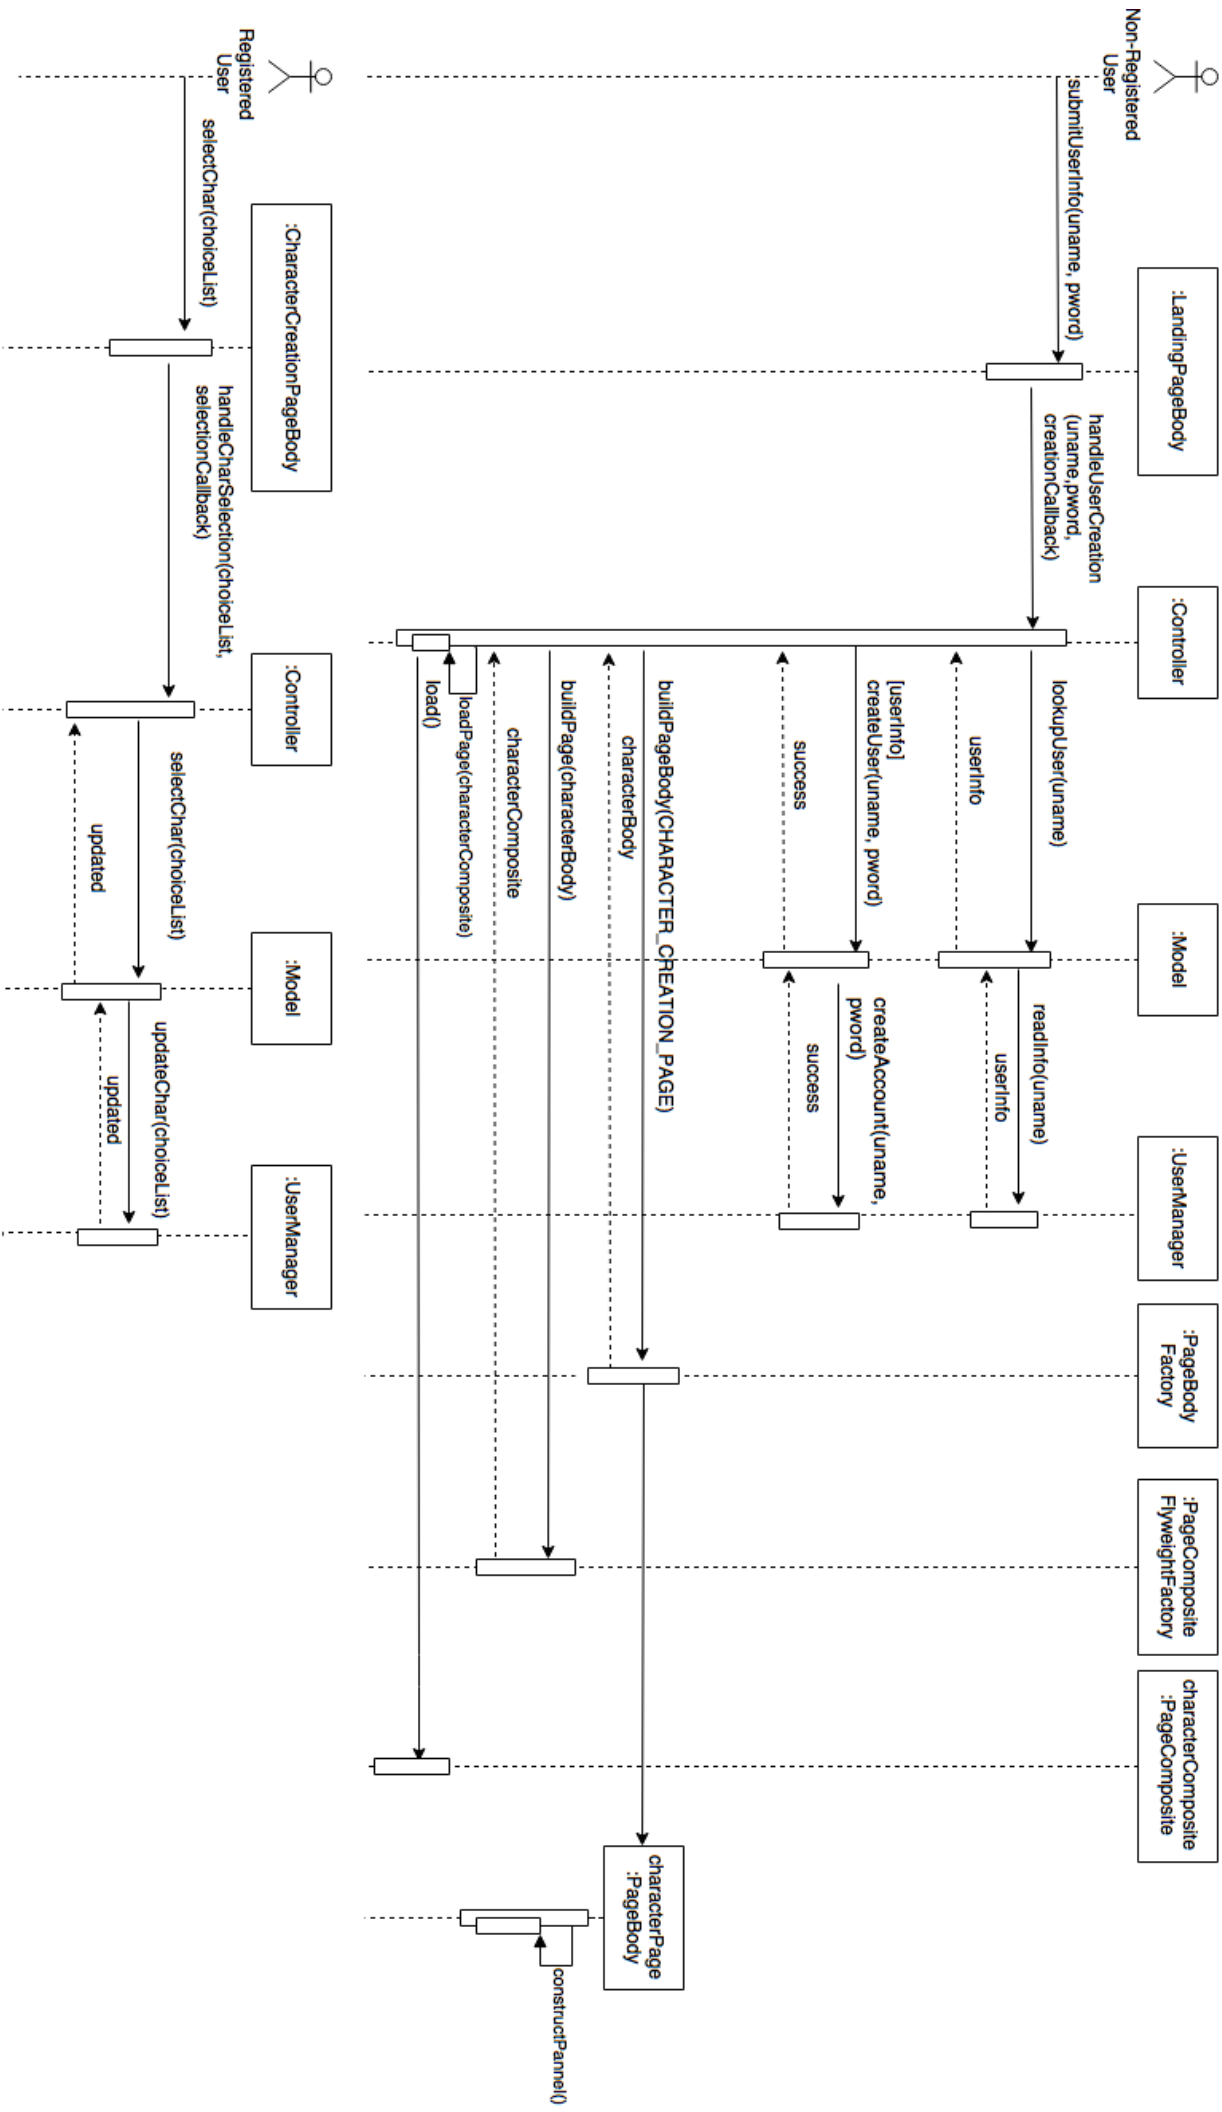 Non-Registered
User
:LandingPageBody
:Controller
:Model
:UserManager
:PageBody
Factory
:PageComposite
FlyweightFactory
characterComposite
:PageComposite
submitUserInfo(uname, pword)
handleUserCreation
(uname,pword,
creationCallback)
lookupUser(uname)
readInfo(uname)
userInfo
userInfo
[userInfo]
createUser(uname, pword)
createAccount(uname,
pword)
success
success
buildPageBody(CHARACTER_CREATION_PAGE)
characterPage
:PageBody
characterBody
constructPannel()
buildPage(characterBody)
characterComposite
loadPage(characterComposite)
load()
Registered
User
:CharacterCreationPageBody
:Controller
:Model
:UserManager
selectChar(choiceList)
handleCharSelection(choiceList,
selectionCallback)
selectChar(choiceList)
updateChar(choiceList)
updated
updated